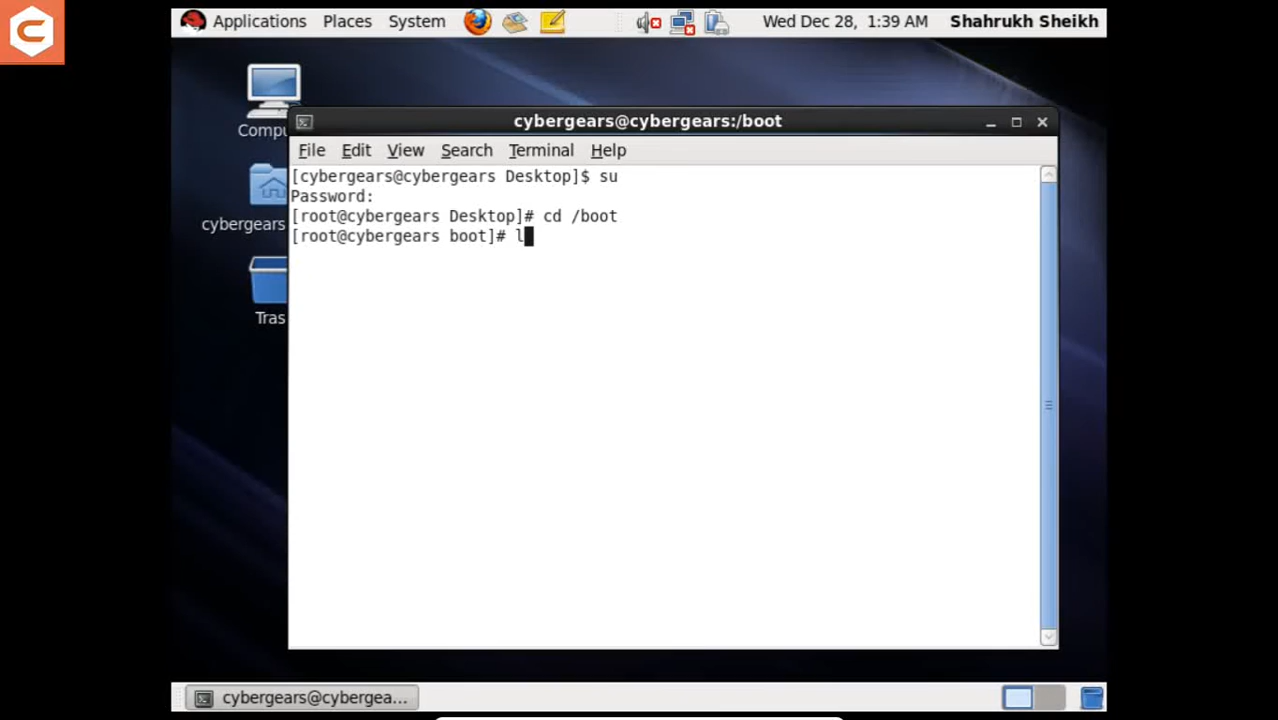 Applications Places System Wed Dec 28, 1:39 AM Shahrukh Sheikh
cybergears@cybergears:/boot
File Edit View Search Terminal Help
[cybergears@cybergears Desktop]$ su
Password:
[root@cybergears Desktop]# cd /boot
[root@cybergears boot]# l
Compu
cybergears
Tras
cybergears@cybergea...